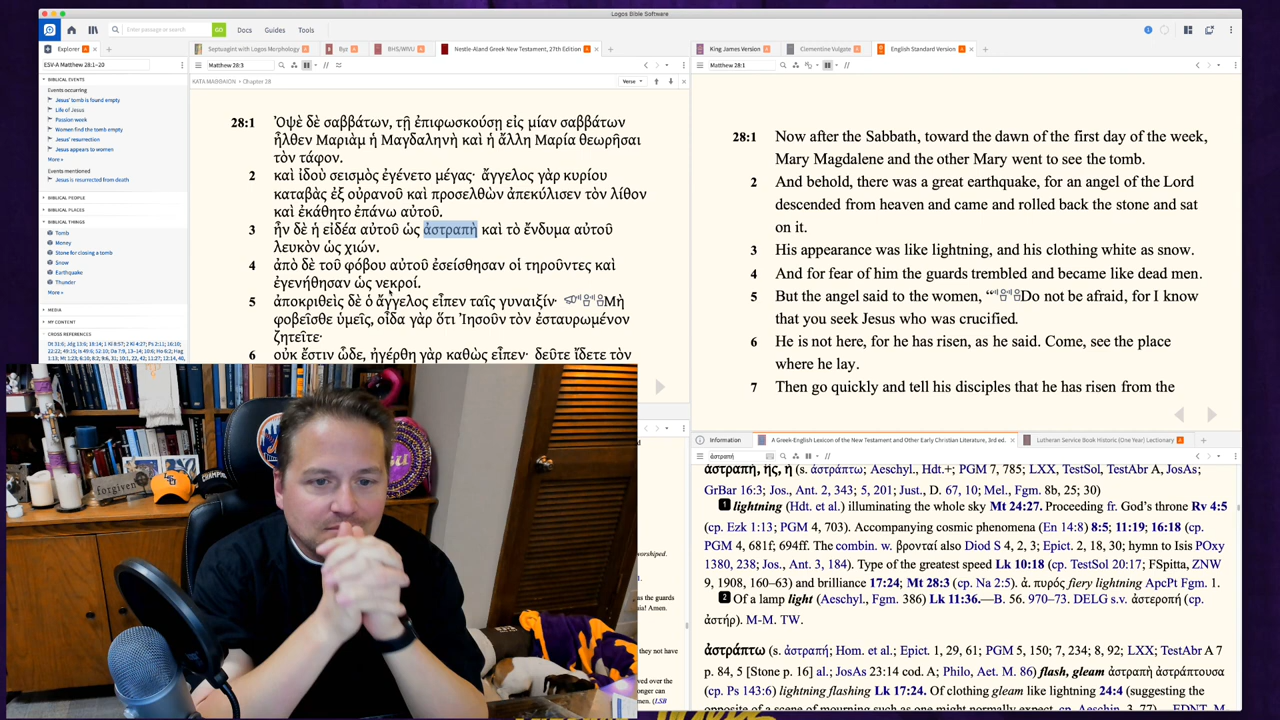 Logos Bible Software
Enter passage or search
GO
Docs
Guides
Tools
1
Explorer
Septuagint with Logos Morphology
Byz
BHS/WIVU
Nestle-Aland Greek New Testament, 27th Edition
King James Version
Clementine Vulgate
English Standard Version
ESV-A Matthew 28:1–20
BIBLICAL EVENTS
Events occurring
Jesus' tomb is found empty
Life of Jesus
Passion week
Women find the tomb empty
Jesus' resurrection
Jesus appears to women
More »
Events mentioned
Jesus is resurrected from death
BIBLICAL PEOPLE
BIBLICAL PLACES
BIBLICAL THINGS
Tomb
Money
Stone for closing a tomb
Snow
Earthquake
Thunder
More »
MEDIA
MY CONTENT
CROSS REFERENCES
Matthew 28:3
ΚΑΤΑ ΜΑΘΘΑΙΟΝ › Chapter 28
Verse
28:1 Ὀψὲ δὲ σαββάτων, τῇ ἐπιφωσκούσῃ εἰς μίαν σαββάτων
ἦλθεν Μαριὰμ ἡ Μαγδαληνὴ καὶ ἡ ἄλλη Μαρία θεωρῆσαι
τὸν τάφον.
2 καὶ ἰδοὺ σεισμὸς ἐγένετο μέγας· ἄγγελος γὰρ κυρίου
καταβὰς ἐξ οὐρανοῦ καὶ προσελθὼν ἀπεκύλισεν τὸν λίθον
καὶ ἐκάθητο ἐπάνω αὐτοῦ.
3 ἦν δὲ ἡ εἰδέα αὐτοῦ ὡς ἀστραπὴ καὶ τὸ ἔνδυμα αὐτοῦ
λευκὸν ὡς χιών.
4 ἀπὸ δὲ τοῦ φόβου αὐτοῦ ἐσείσθησαν οἱ τηροῦντες καὶ
ἐγενήθησαν ὡς νεκροί.
5 ἀποκριθεὶς δὲ ὁ ἄγγελος εἶπεν ταῖς γυναιξίν· Μὴ
φοβεῖσθε ὑμεῖς, οἶδα γὰρ ὅτι Ἰησοῦν τὸν ἐσταυρωμένον
ζητεῖτε·
6 οὐκ ἔστιν ὧδε, ἠγέρθη γὰρ καθὼς εἶπεν· δεῦτε ἴδετε τὸν
Matthew 28:1
28:1 Now after the Sabbath, toward the dawn of the first day of the week,
Mary Magdalene and the other Mary went to see the tomb.
2 And behold, there was a great earthquake, for an angel of the Lord
descended from heaven and came and rolled back the stone and sat
on it.
3 His appearance was like lightning, and his clothing white as snow.
4 And for fear of him the guards trembled and became like dead men.
5 But the angel said to the women, “Do not be afraid, for I know
that you seek Jesus who was crucified.
6 He is not here, for he has risen, as he said. Come, see the place
where he lay.
7 Then go quickly and tell his disciples that he has risen from the
Information
A Greek-English Lexicon of the New Testament and Other Early Christian Literature, 3rd ed.
Lutheran Service Book Historic (One Year) Lectionary
ἀστραπή
ἀστραπή, ῆς, ἡ (s. ἀστράπτω; Aeschyl., Hdt.+; PGM 7, 785; LXX, TestSol, TestAbr A, JosAs;
GrBar 16:3; Jos., Ant. 2, 343; 5, 201; Just., D. 67, 10; Mel., Fgm. 8b, 25; 30)
1 lightning (Hdt. et al.) illuminating the whole sky Mt 24:27. Proceeding fr. God’s throne Rv 4:5
(cp. Ezk 1:13; PGM 4, 703). Accompanying cosmic phenomena (En 14:8) 8:5; 11:19; 16:18 (cp.
PGM 4, 681f; 694ff. The combin. w. βρονταί also Diod S 4, 2, 3; Epict. 2, 18, 30; hymn to Isis POxy
1380, 238; Jos., Ant. 3, 184). Type of the greatest speed Lk 10:18 (cp. TestSol 20:17; FSpitta, ZNW
9, 1908, 160–63) and brilliance 17:24; Mt 28:3 (cp. Na 2:5). ἀ. πυρός fiery lightning ApcPt Fgm. 1.
2 Of a lamp light (Aeschyl., Fgm. 386) Lk 11:36.—B. 56. 970–73. DELG s.v. ἀστεροπή (cp.
ἀστήρ). M-M. TW.
ἀστράπτω (s. ἀστραπή; Hom. et al.; Epict. 1, 29, 61; PGM 5, 150; 7, 234; 8, 92; LXX; TestAbr A 7
p. 84, 5 [Stone p. 16] al.; JosAs 23:14 cod. A; Philo, Aet. M. 86) flash, gleam ἀστραπὴ ἀστράπτουσα
(cp. Ps 143:6) lightning flashing Lk 17:24. Of clothing gleam like lightning 24:4 (suggesting the
forgiven
CHAMPION